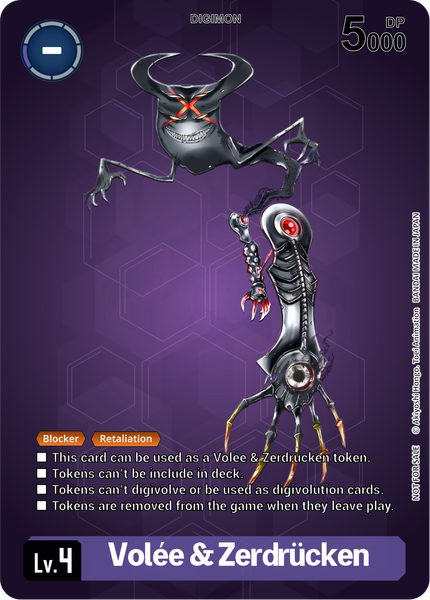 DIGIMON
DP
5000
Blocker Retaliation
■ This card can be used as a Volée & Zerdrücken token.
■ Tokens can't be include in deck.
■ Tokens can't digivolve or be used as digivolution cards.
■ Tokens are removed from the game when they leave play.
Lv.4 Volée & Zerdrücken
NOT FOR SALE © Akiyoshi Hongo, Toei Animation BANDAI MADE IN JAPAN